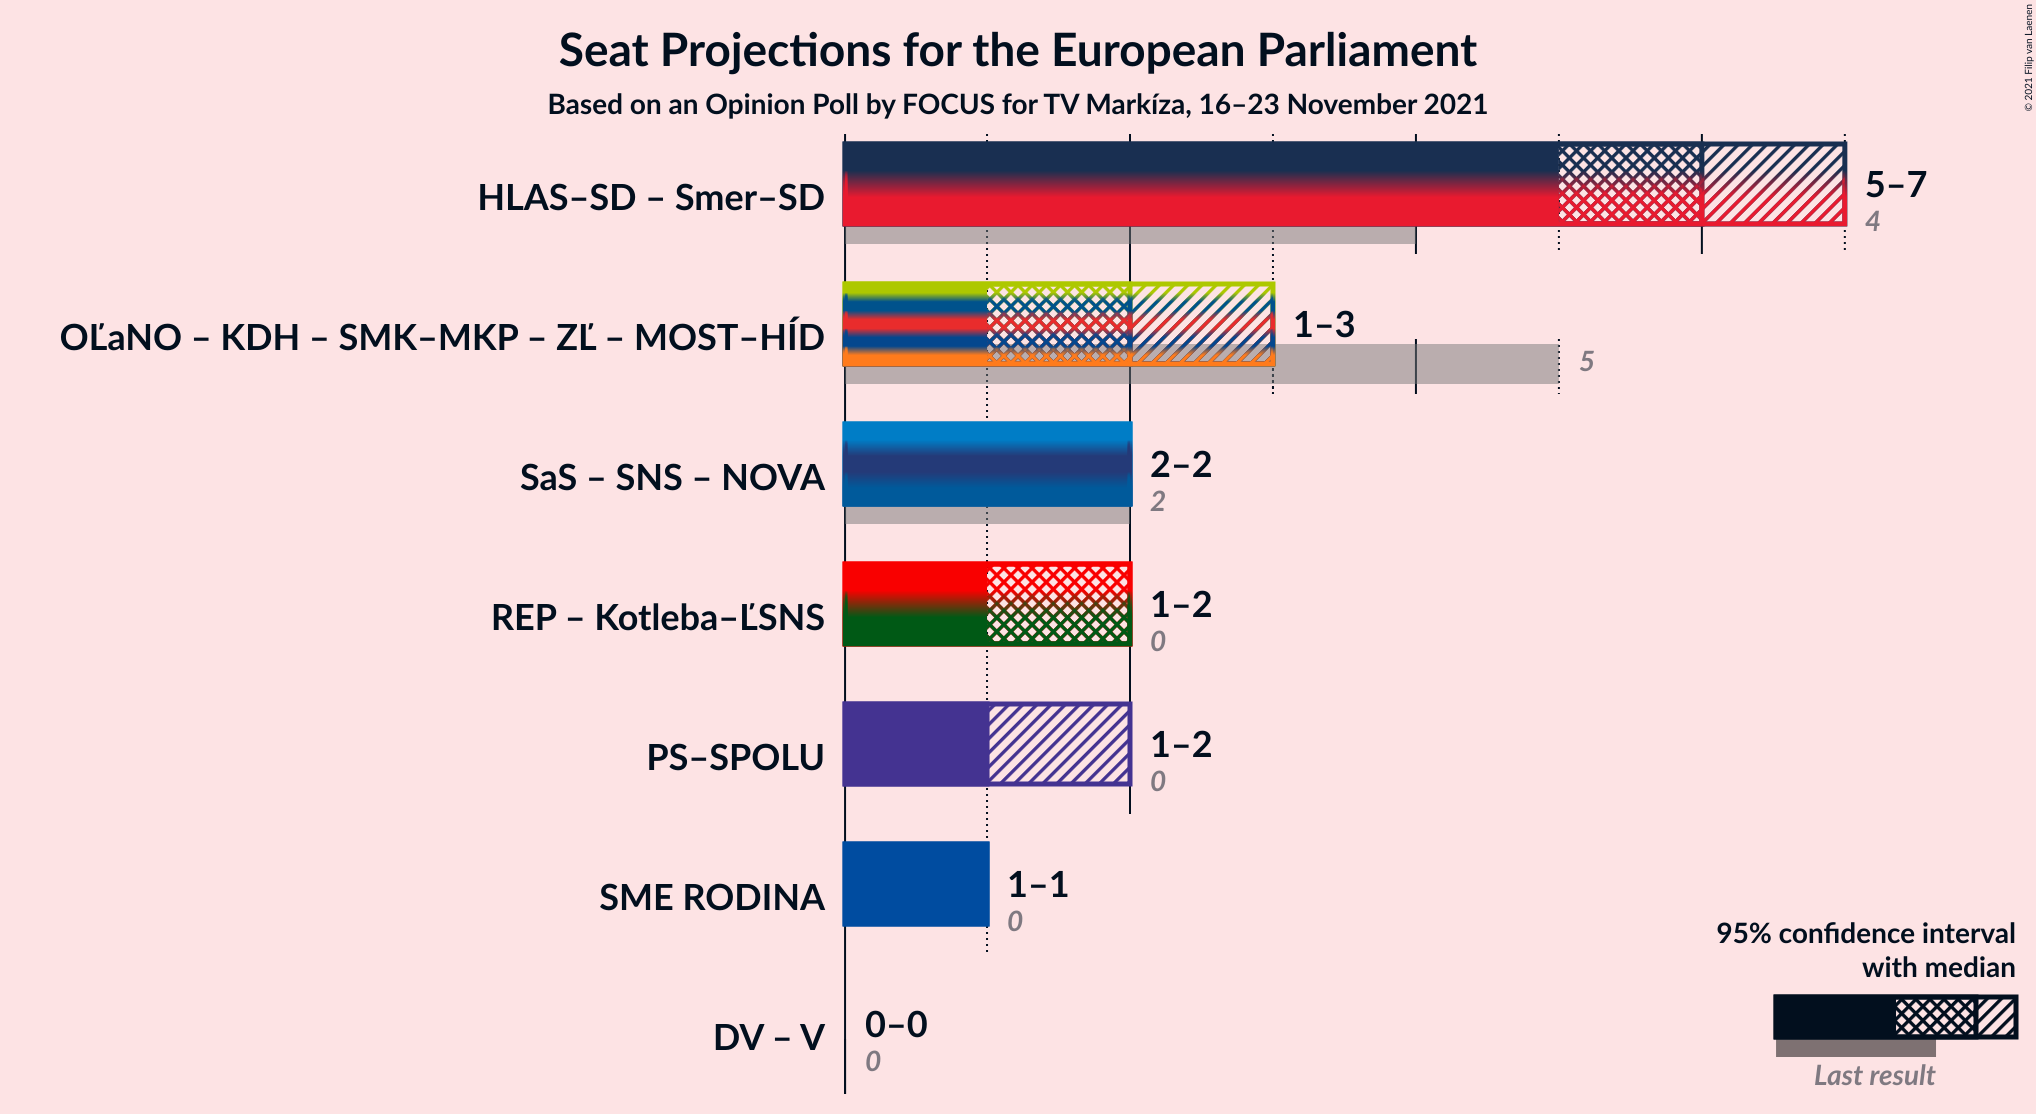 Seat Projections for the European Parliament
Based on an Opinion Poll by FOCUS for TV Markíza, 16–23 November 2021
© 2021 Filip van Laenen
HLAS–SD – Smer–SD
5–7
4
OĽaNO – KDH – SMK–MKP – ZĽ – MOST–HÍD
1–3
5
SaS – SNS – NOVA
2–2
2
REP – Kotleba–ĽSNS
1–2
0
PS–SPOLU
1–2
0
SME RODINA
1–1
0
DV – V
0–0
0
95% confidence interval
with median
Last result